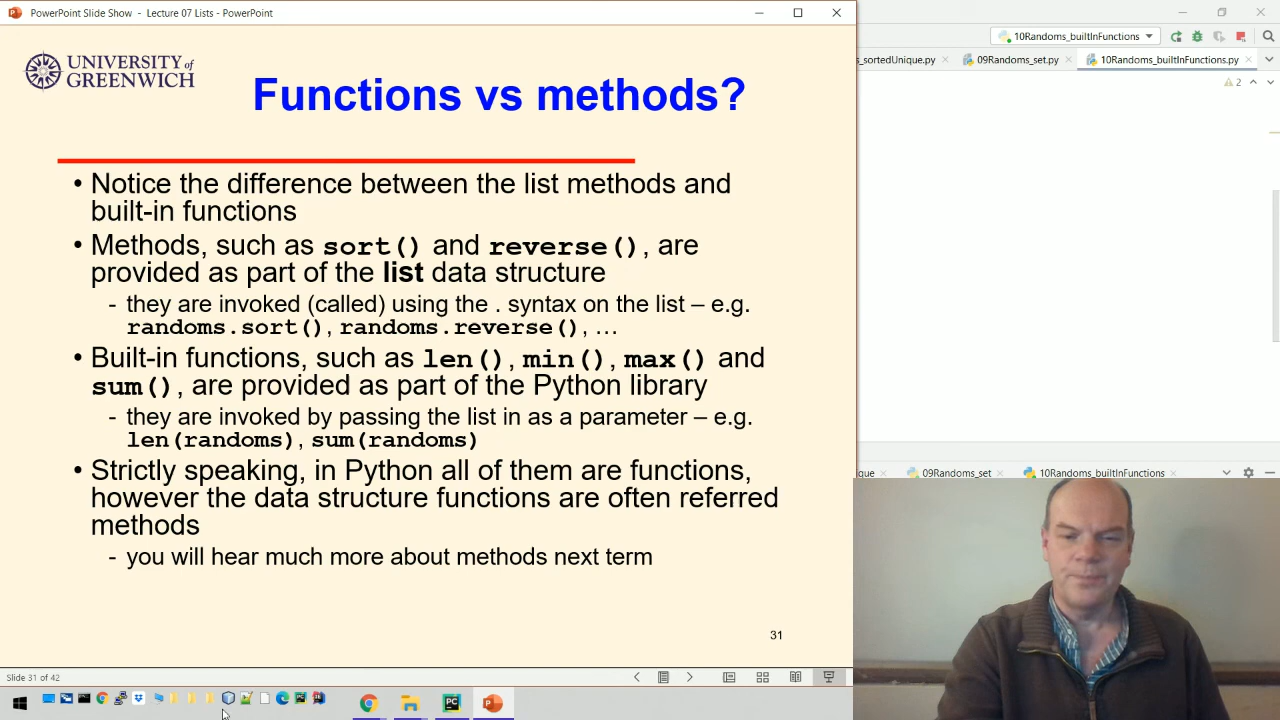 PowerPoint Slide Show - Lecture 07 Lists - PowerPoint
10Randoms_builtInFunctions
s_sortedUnique.py
09Randoms_set.py
10Randoms_builtInFunctions.py
2
UNIVERSITY of
GREENWICH
Functions vs methods?
• Notice the difference between the list methods and
built-in functions
• Methods, such as sort() and reverse(), are
provided as part of the list data structure
- they are invoked (called) using the . syntax on the list – e.g.
randoms.sort(), randoms.reverse(), …
• Built-in functions, such as len(), min(), max() and
sum(), are provided as part of the Python library
- they are invoked by passing the list in as a parameter – e.g.
len(randoms), sum(randoms)
• Strictly speaking, in Python all of them are functions,
however the data structure functions are often referred
methods
- you will hear much more about methods next term
31
que
09Randoms_set
10Randoms_builtInFunctions
Slide 31 of 42